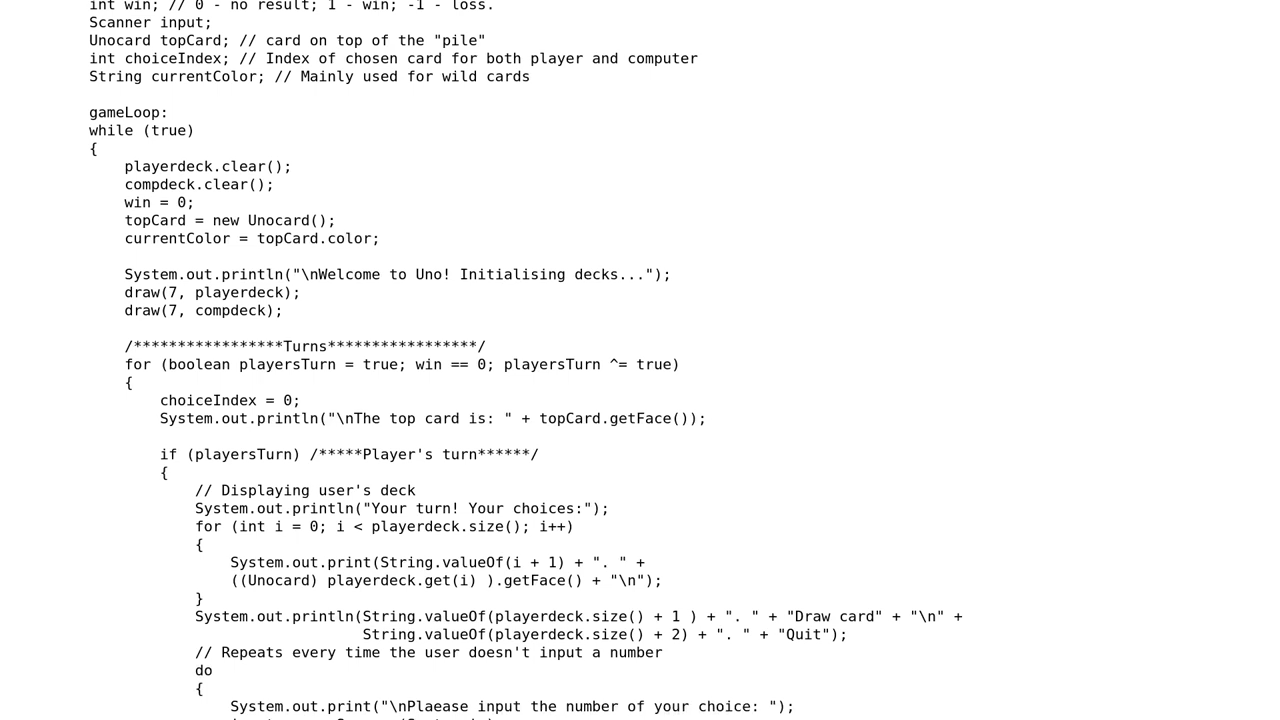 int win; // 0 - no result; 1 - win; -1 - loss.
Scanner input;
Unocard topCard; // card on top of the "pile"
int choiceIndex; // Index of chosen card for both player and computer
String currentColor; // Mainly used for wild cards
gameLoop:
while (true)
{
playerdeck.clear();
compdeck.clear();
win = 0;
topCard = new Unocard();
currentColor = topCard.color;
System.out.println("\nWelcome to Uno! Initialising decks...");
draw(7, playerdeck);
draw(7, compdeck);
/*****************Turns*****************/
for (boolean playersTurn = true; win == 0; playersTurn ^= true)
{
choiceIndex = 0;
System.out.println("\nThe top card is: " + topCard.getFace());
if (playersTurn) /*****Player's turn******/
{
// Displaying user's deck
System.out.println("Your turn! Your choices:");
for (int i = 0; i < playerdeck.size(); i++)
{
System.out.print(String.valueOf(i + 1) + ". " +
((Unocard) playerdeck.get(i) ).getFace() + "\n");
}
System.out.println(String.valueOf(playerdeck.size() + 1 ) + ". " + "Draw card" + "\n" +
String.valueOf(playerdeck.size() + 2) + ". " + "Quit");
// Repeats every time the user doesn't input a number
do
{
System.out.print("\nPlaease input the number of your choice: ");